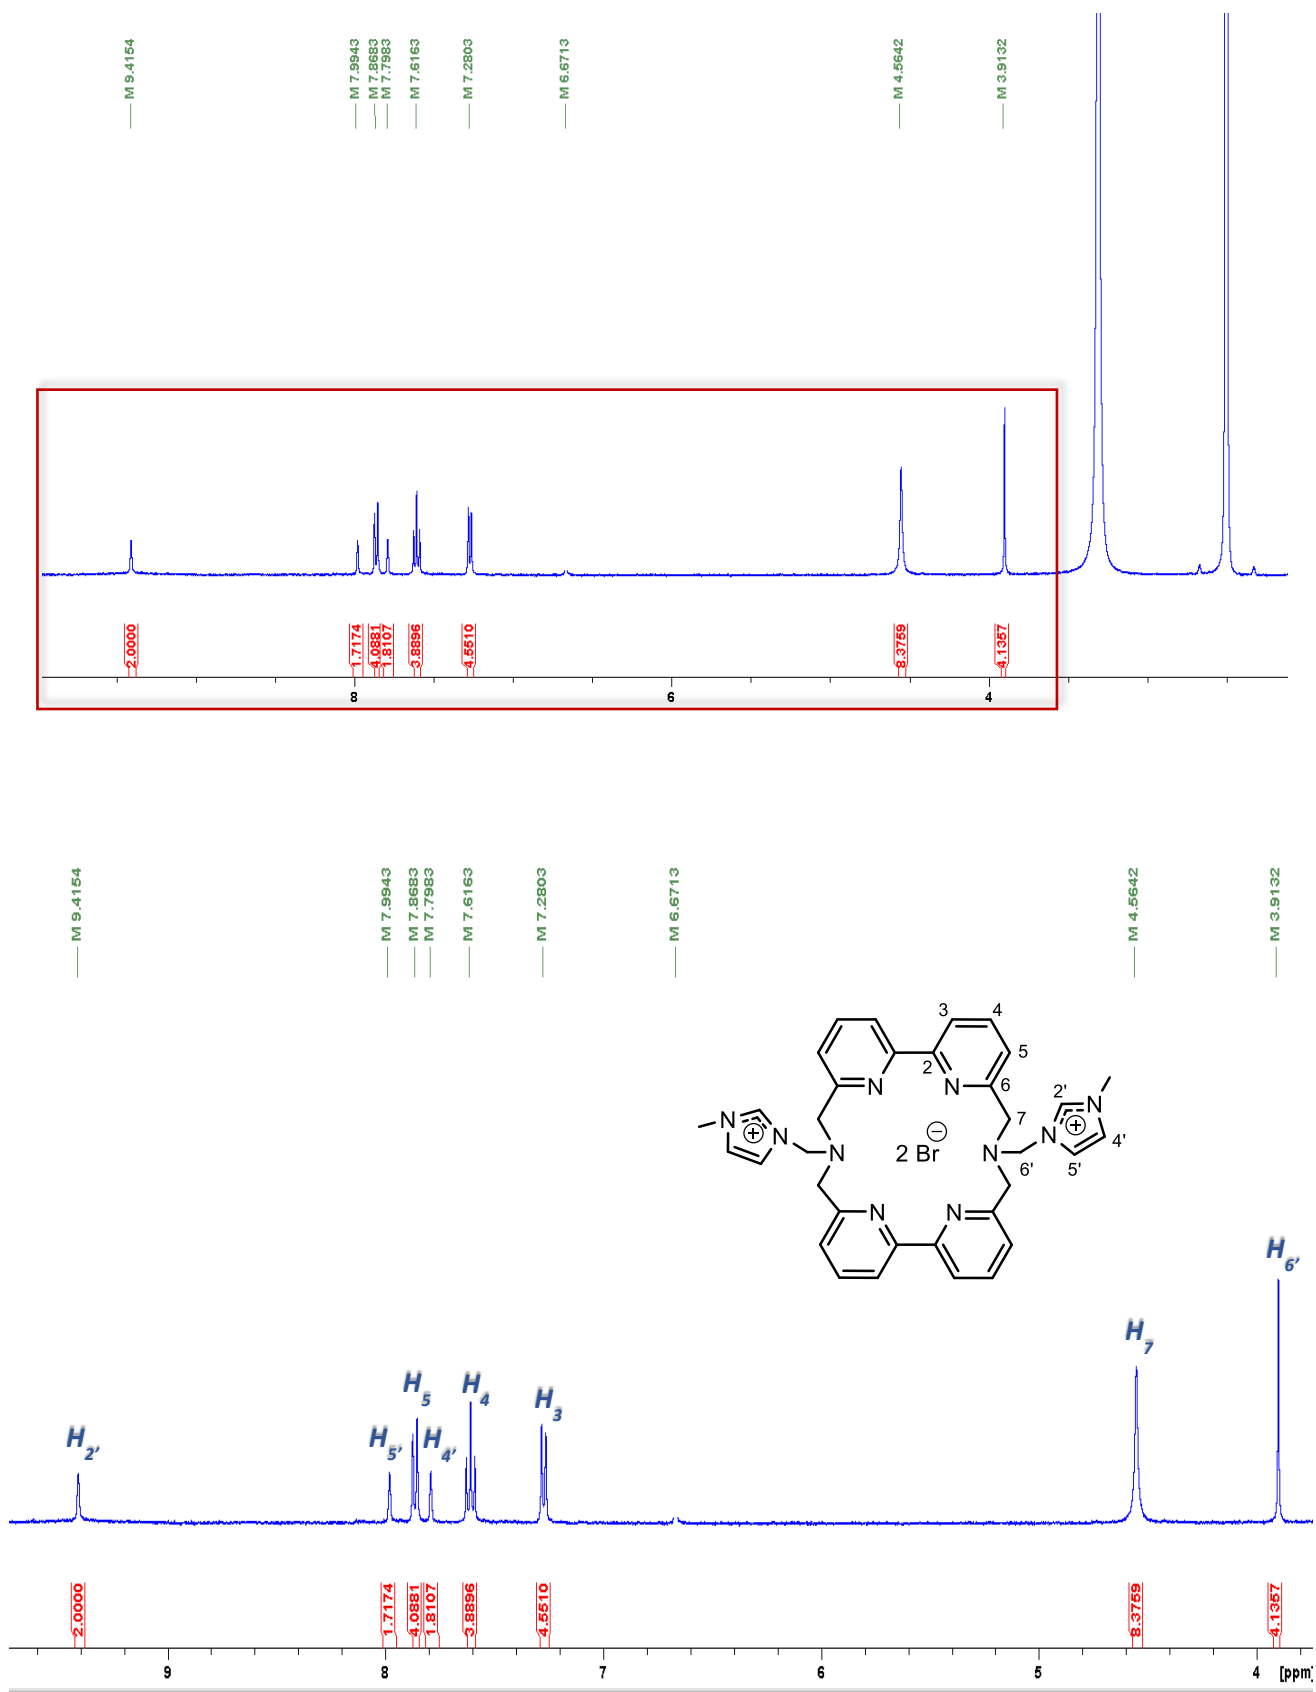 M 9.4154
M 7.9943
M 7.8683
M 7.7983
M 7.6163
M 7.2803
M 6.6713
M 4.5642
M 3.9132
2.0000
1.7174
4.0881
1.8107
3.8896
4.5510
8.3759
4.1357
8 6 4
M 9.4154
M 7.9943
M 7.8683
M 7.7983
M 7.6163
M 7.2803
M 6.6713
M 4.5642
M 3.9132
3 4
5
2 6
N N
2' N
7
N N ⊕ N ⊕ 4'
N 2 Br ⊖ N
6' 5'
N N
H6'
H7
H5 H4 H3
H2' H5' H4'
2.0000
1.7174
4.0881
1.8107
3.8896
4.5510
8.3759
4.1357
9 8 7 6 5 4 [ppm]